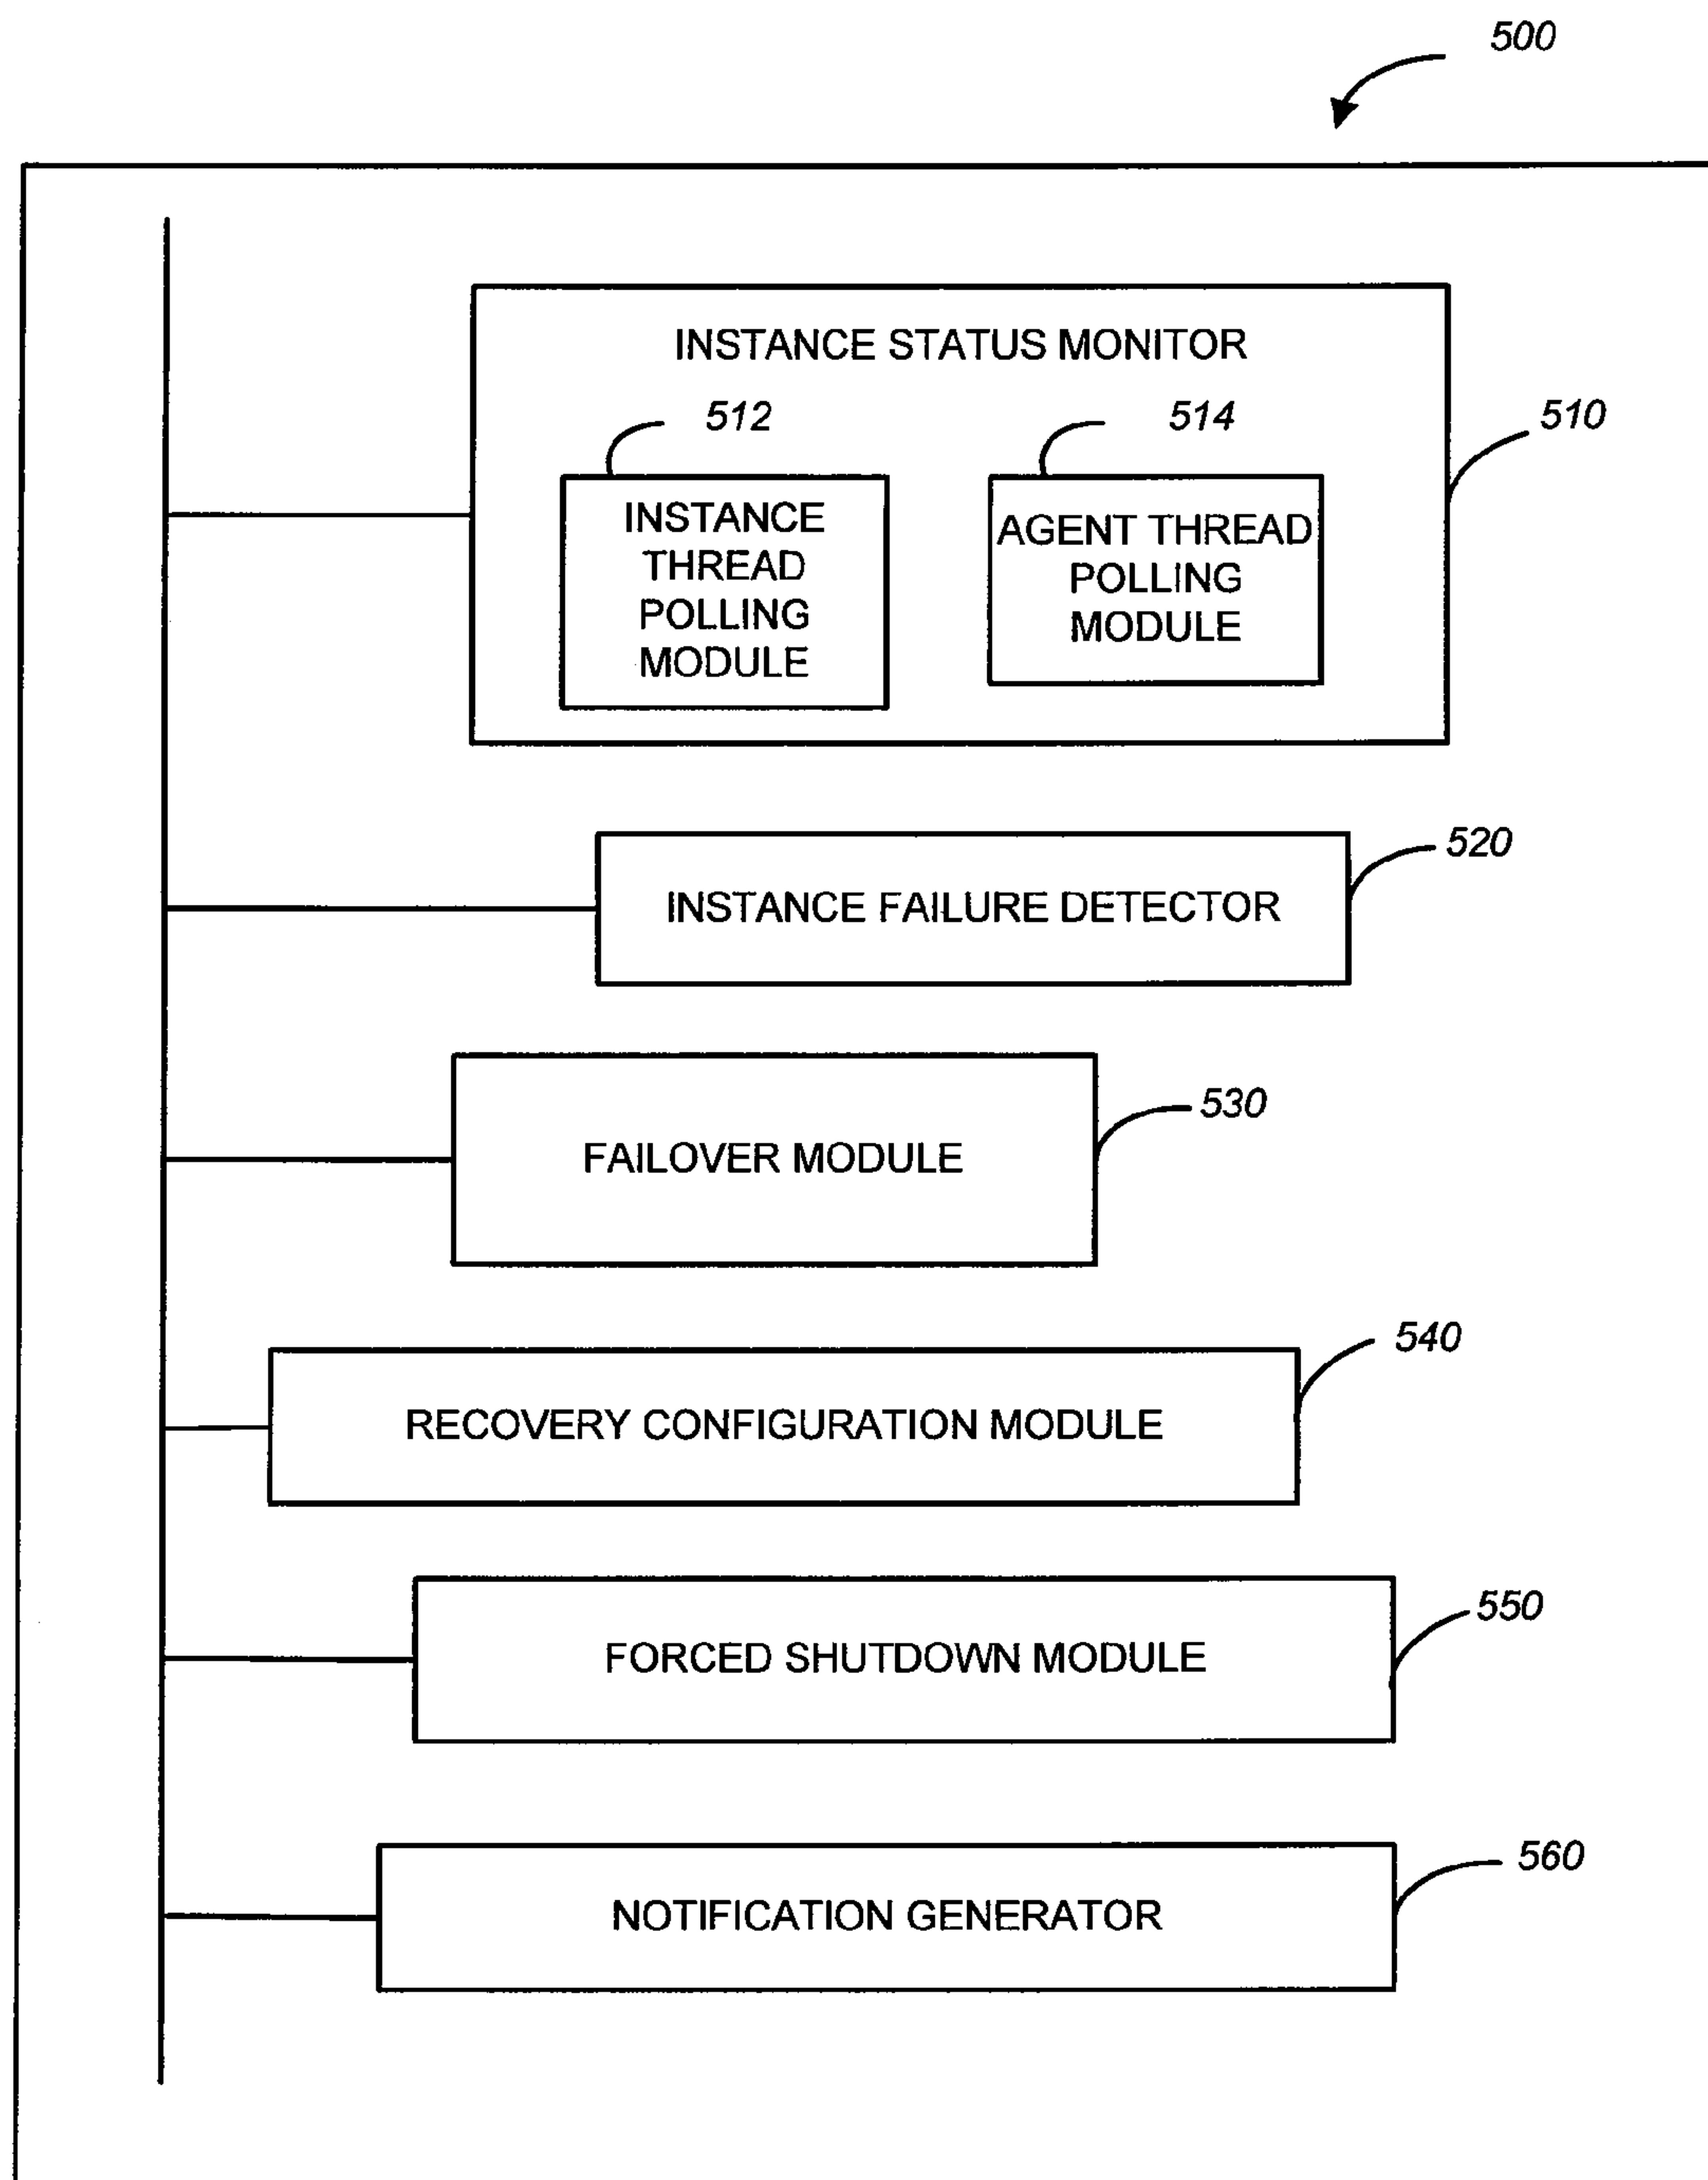 500
INSTANCE STATUS MONITOR
512
514
510
INSTANCE
THREAD
POLLING
MODULE
AGENT THREAD
POLLING
MODULE
520
INSTANCE FAILURE DETECTOR
530
FAILOVER MODULE
540
RECOVERY CONFIGURATION MODULE
550
FORCED SHUTDOWN MODULE
560
NOTIFICATION GENERATOR